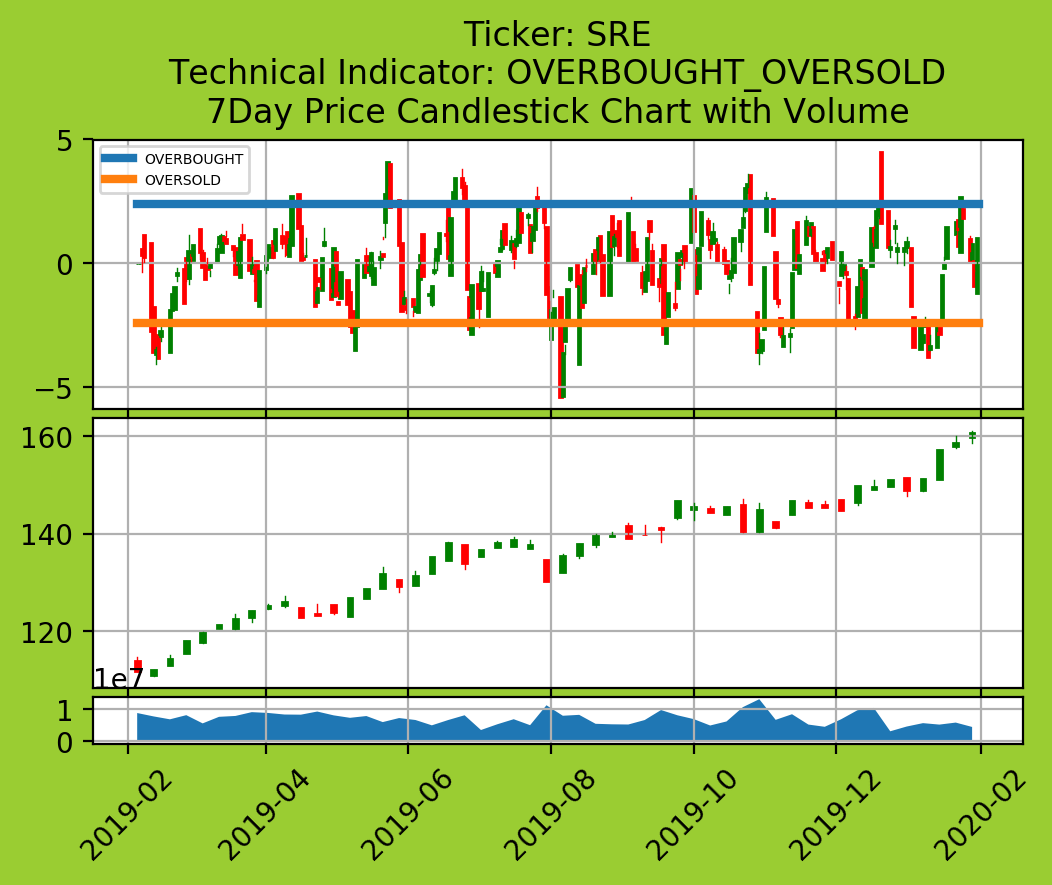 Ticker: SRE
Technical Indicator: OVERBOUGHT_OVERSOLD
7Day Price Candlestick Chart with Volume
5
OVERBOUGHT
OVERSOLD
0
−5
160
140
120
1e7
1
0
2019-02
2019-04
2019-06
2019-08
2019-10
2019-12
2020-02